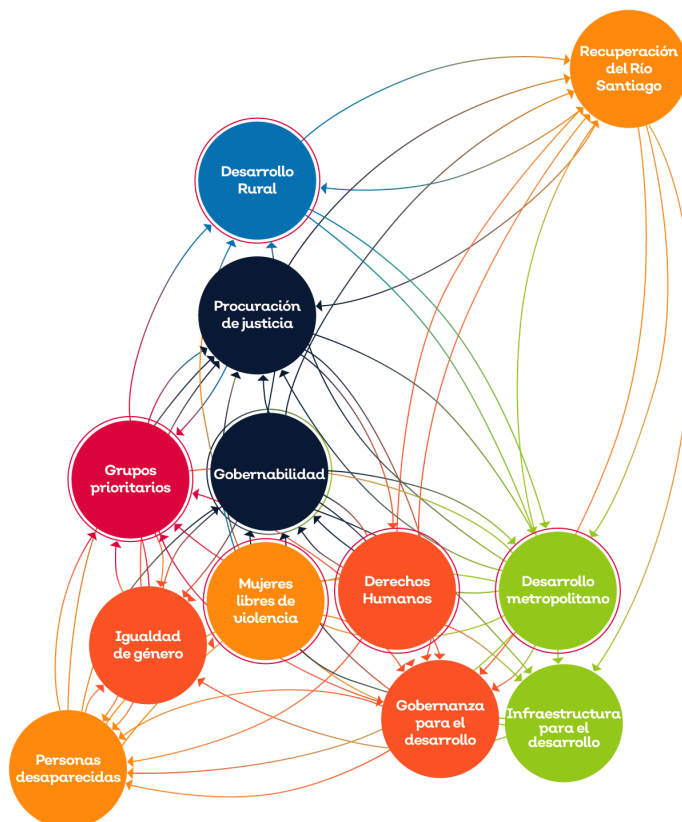 Recuperación
del Río
Santiago
Desarrollo
Rural
Procuración
de justicia
Grupos
prioritarios
Gobernabilidad
Mujeres
libres de
violencia
Derechos
Humanos
Desarrollo
metropolitano
Igualdad
de género
Gobernanza
para el
desarrollo
Infraestructura
para el
desarrollo
Personas
desaparecidas